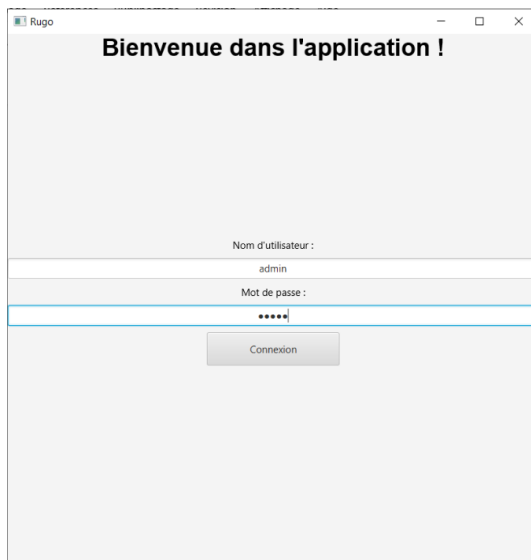 Rugo
Bienvenue dans l'application !
Nom d'utilisateur :
admin
Mot de passe :
•••••
Connexion